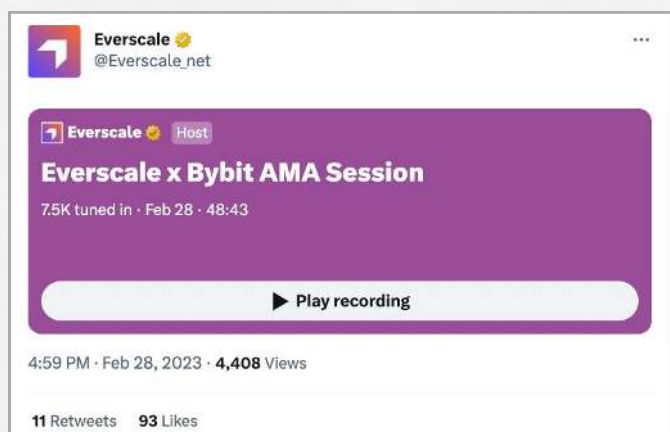 Everscale
@Everscale_net
Everscale Host
Everscale x Bybit AMA Session
7.5K tuned in · Feb 28 · 48:43
Play recording
4:59 PM · Feb 28, 2023 · 4,408 Views
11 Retweets 93 Likes